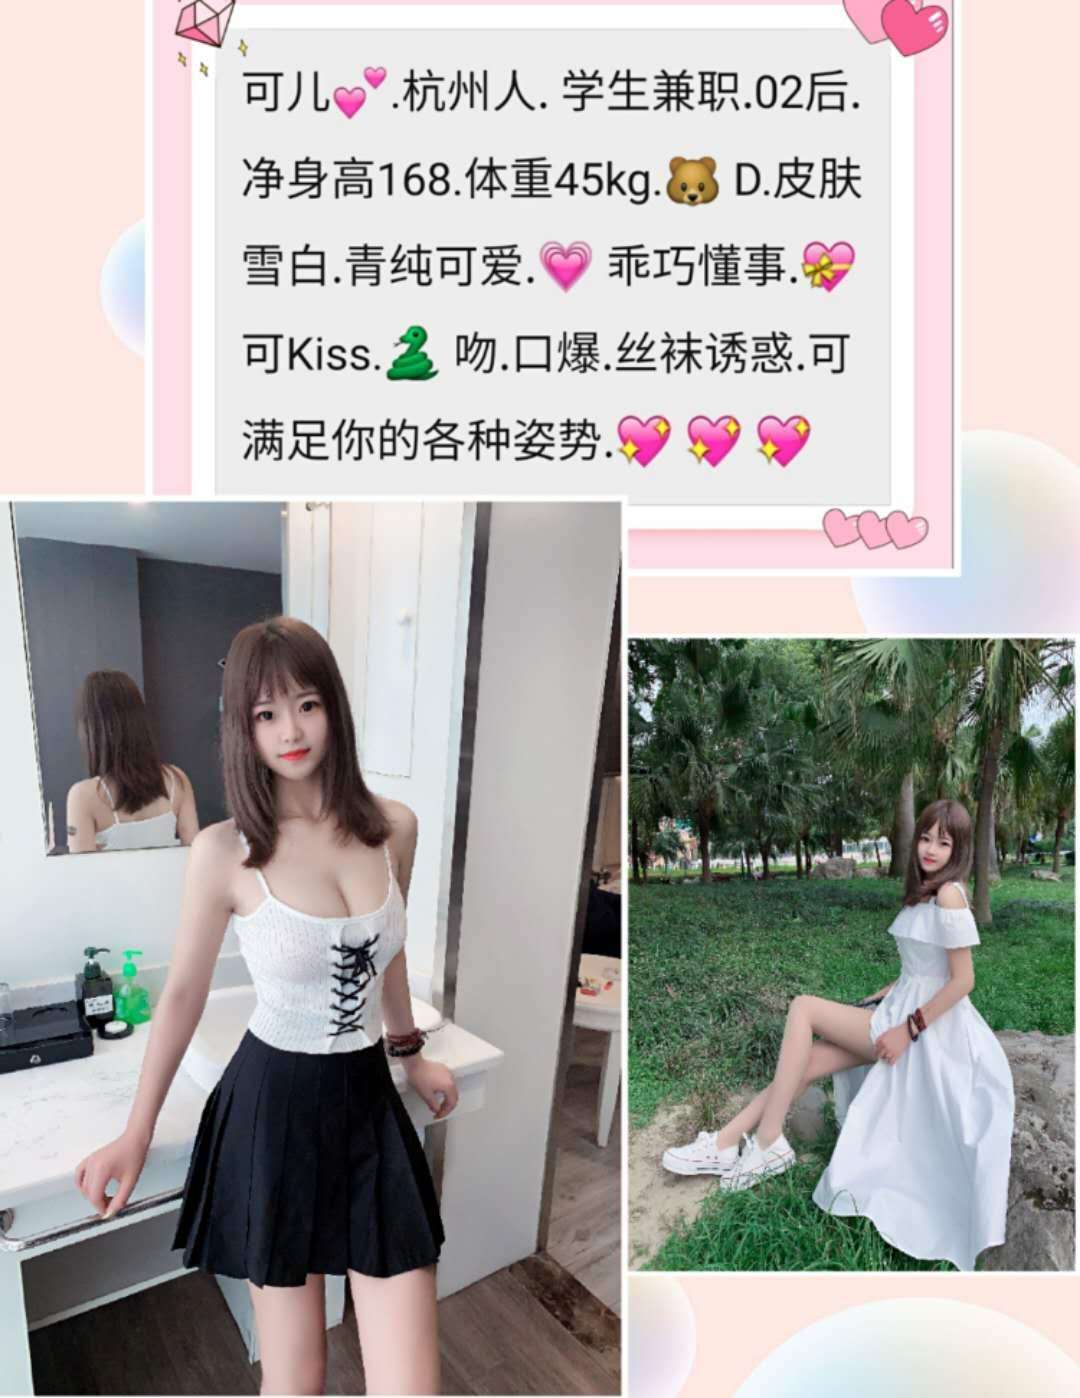 可儿💕.杭州人. 学生兼职.02后.
净身高168.体重45kg.🐻 D.皮肤
雪白.青纯可爱.💗 乖巧懂事.💝
可Kiss.🐍 吻.口爆.丝袜诱惑.可
满足你的各种姿势.💖 💖 💖